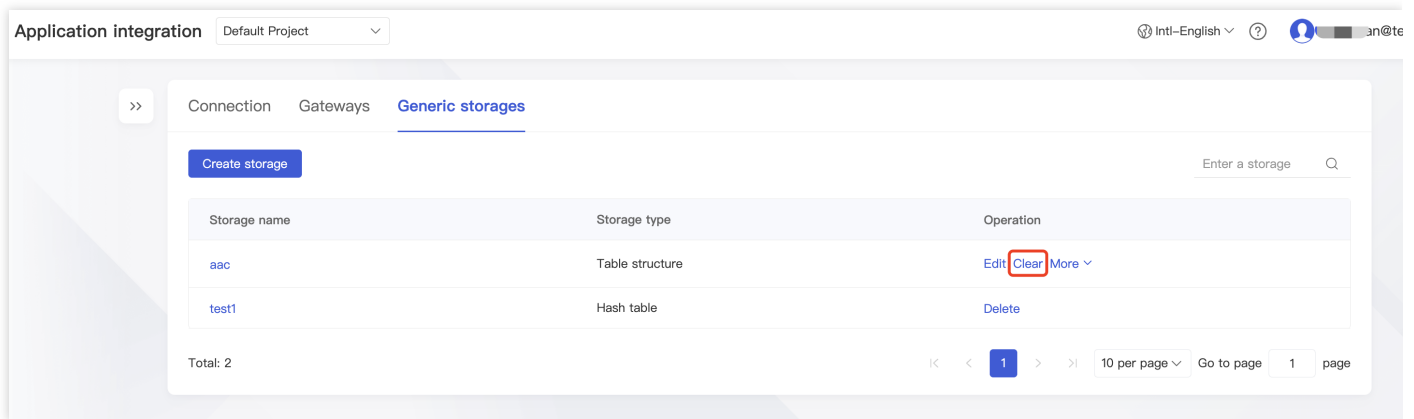 Application integration Default Project Intl-English an@te
Connection Gateways Generic storages
Create storage Enter a storage
Storage name Storage type Operation
aac Table structure Edit Clear More
test1 Hash table Delete
Total: 2 1 10 per page Go to page 1 page